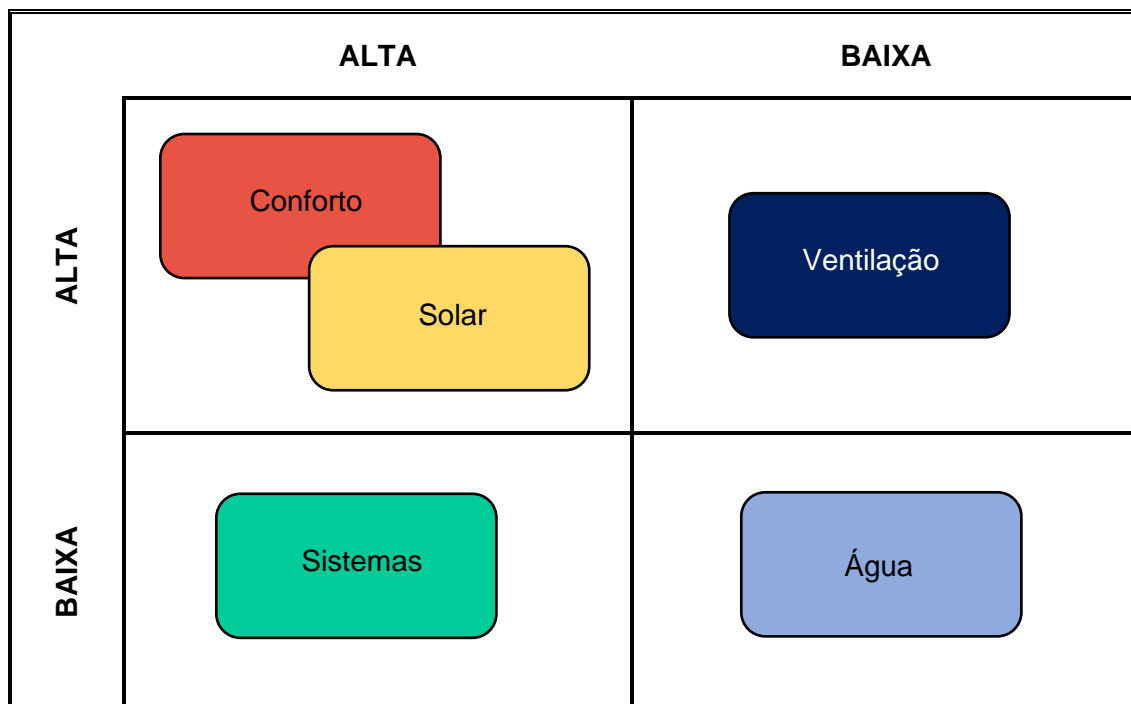 ALTA
BAIXA
ALTA
Conforto
Solar
Ventilação
BAIXA
Sistemas
Água